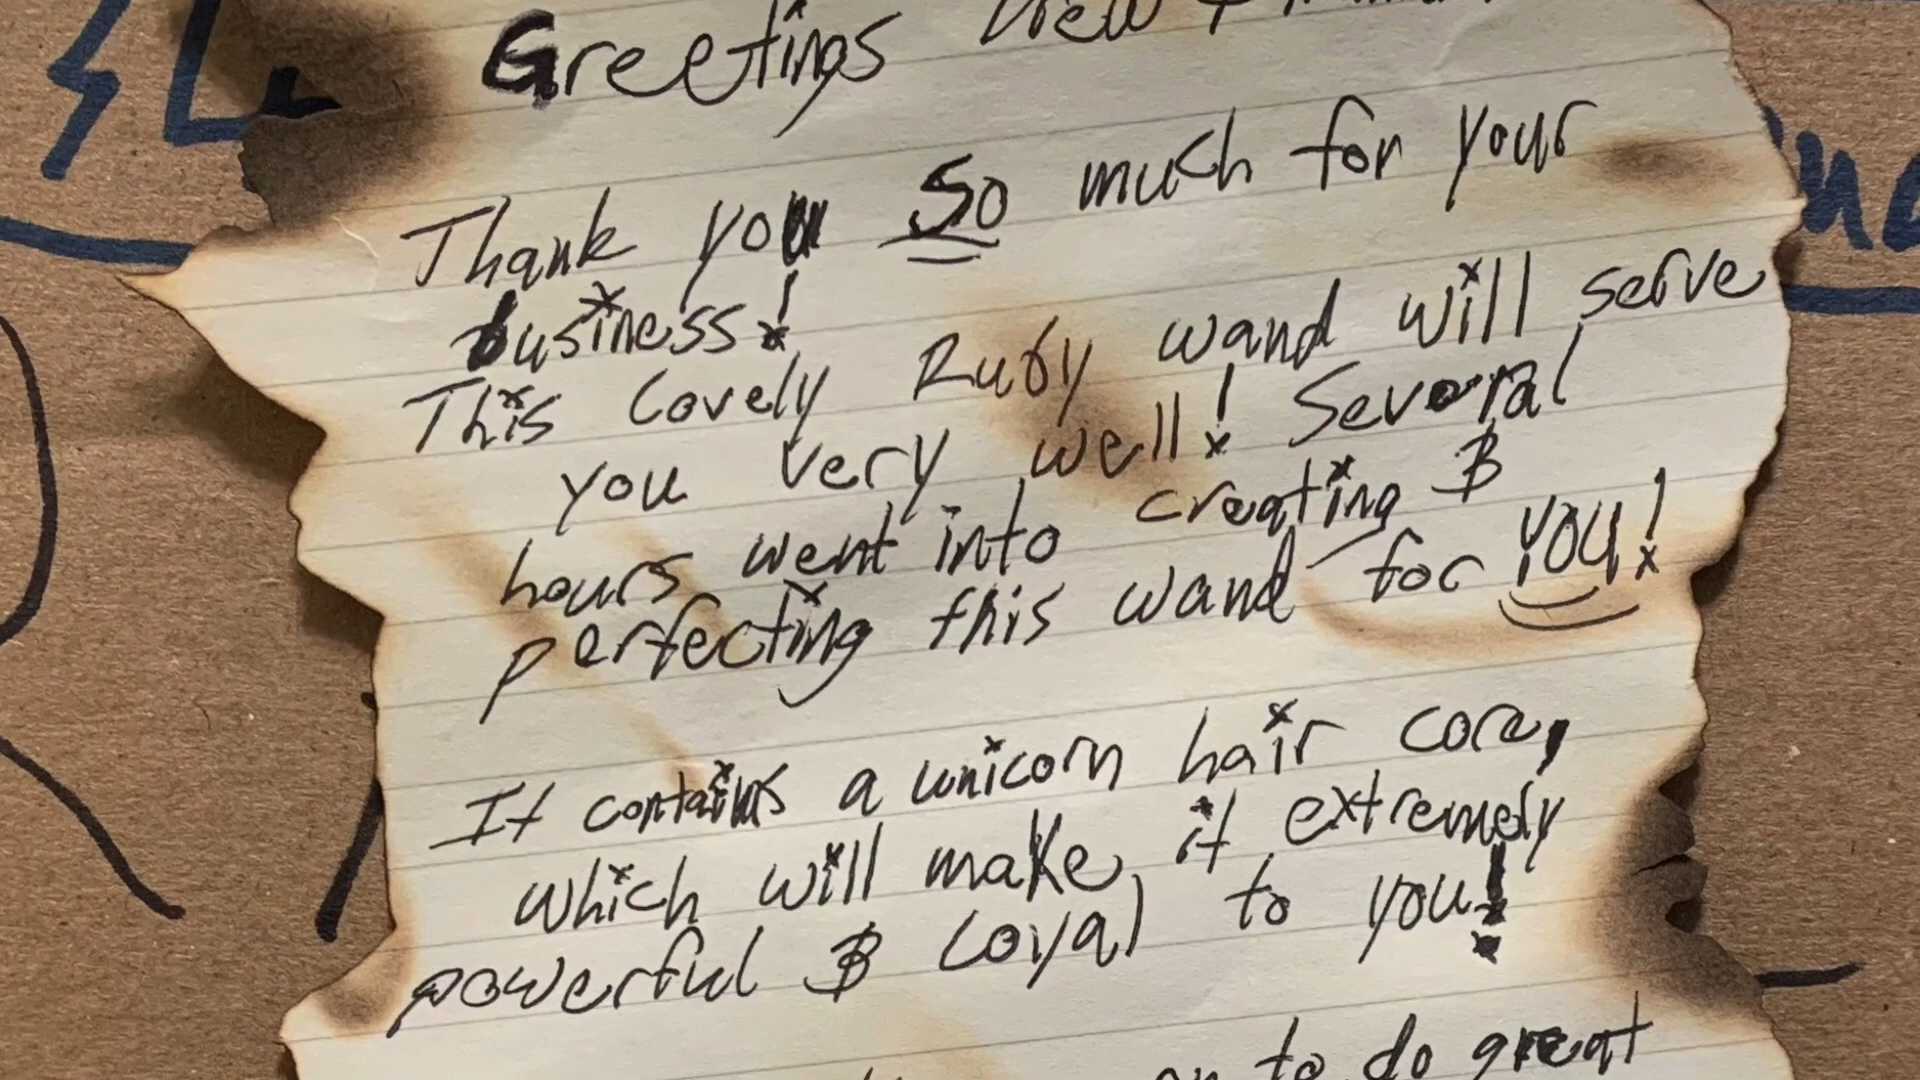 Greetings new
Thank you So much for your
business!
This Lovely Ruby wand will serve
you very well! Several
hours went into creating &
perfecting this wand for YOU!
It contains a unicorn hair core,
which will make it extremely
powerful & Loyal to you!
to do great